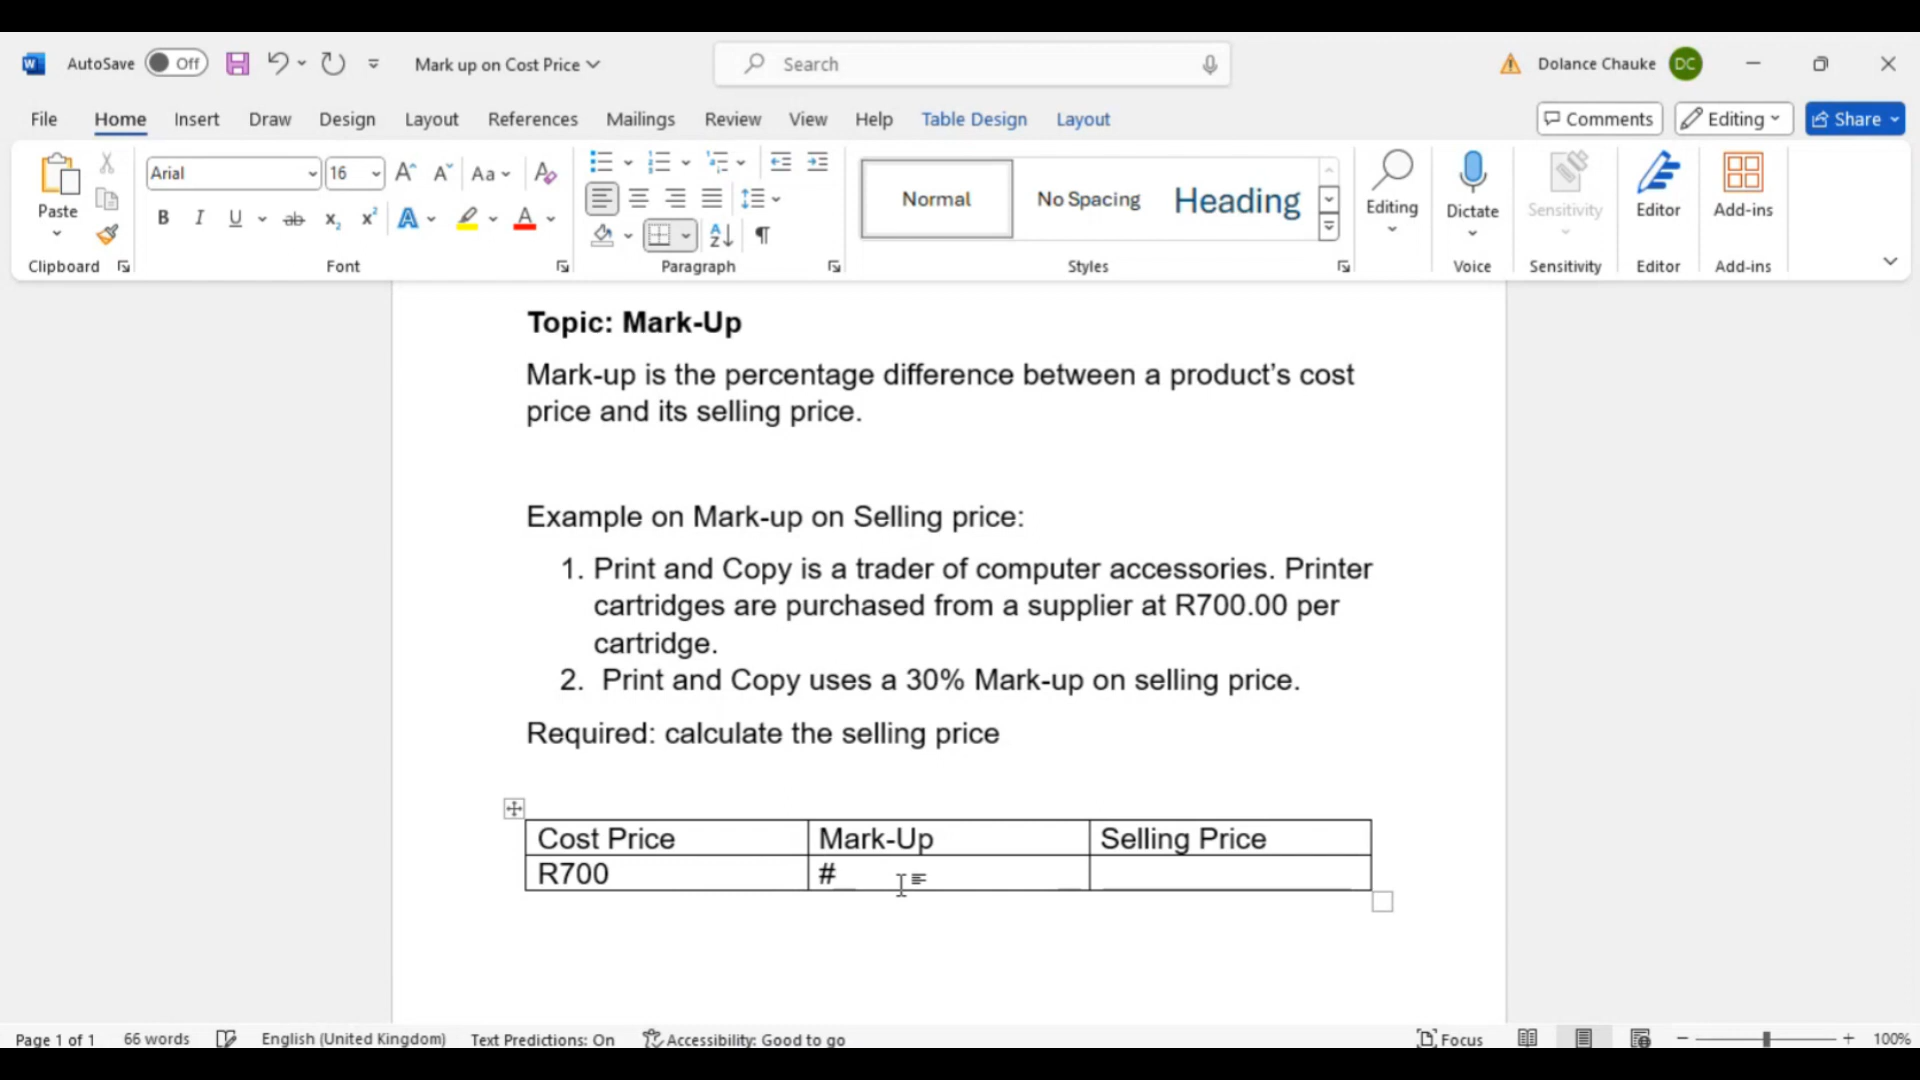 AutoSave Off Mark up on Cost Price Search Dolance Chauke DC
File Home Insert Draw Design Layout References Mailings Review View Help Table Design Layout Comments Editing Share
Paste Arial 16 Aa Normal No Spacing Heading Editing Dictate Sensitivity Editor Add-ins
B I U ab x₂ x² A A
Clipboard Font Paragraph Styles Voice Sensitivity Editor Add-ins
Topic: Mark-Up
Mark-up is the percentage difference between a product’s cost
price and its selling price.
Example on Mark-up on Selling price:
1. Print and Copy is a trader of computer accessories. Printer
cartridges are purchased from a supplier at R700.00 per
cartridge.
2. Print and Copy uses a 30% Mark-up on selling price.
Required: calculate the selling price
Cost Price Mark-Up Selling Price
R700 #
Page 1 of 1 66 words English (United Kingdom) Text Predictions: On Accessibility: Good to go Focus 100%